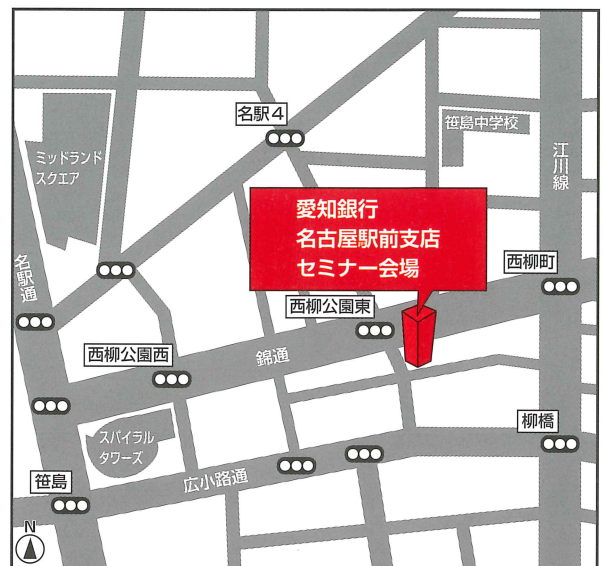 名駅4
笹島中学校
ミッドランド
スクエア
江川線
愛知銀行
名古屋駅前支店
セミナー会場
名駅通
西柳町
西柳公園東
錦通
西柳公園西
柳橋
スパイラル
タワーズ
広小路通
笹島
N